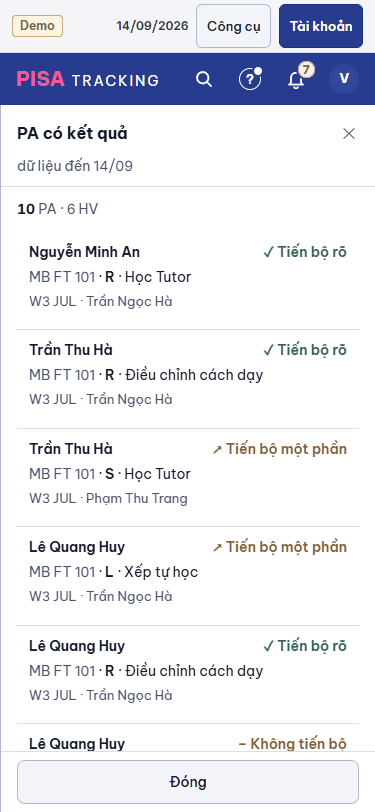 Demo 14/09/2026 Công cụ Tài khoản
PISA TRACKING ? 7 V
PA có kết quả
dữ liệu đến 14/09
10 PA · 6 HV
Nguyễn Minh An ✓ Tiến bộ rõ
MB FT 101 · R · Học Tutor
W3 JUL · Trần Ngọc Hà
Trần Thu Hà ✓ Tiến bộ rõ
MB FT 101 · R · Điều chỉnh cách dạy
W3 JUL · Trần Ngọc Hà
Trần Thu Hà ↗ Tiến bộ một phần
MB FT 101 · S · Học Tutor
W3 JUL · Phạm Thu Trang
Lê Quang Huy ↗ Tiến bộ một phần
MB FT 101 · L · Xếp tự học
W3 JUL · Trần Ngọc Hà
Lê Quang Huy ✓ Tiến bộ rõ
MB FT 101 · R · Điều chỉnh cách dạy
W3 JUL · Trần Ngọc Hà
Lê Quang Huy – Không tiến bộ
Đóng